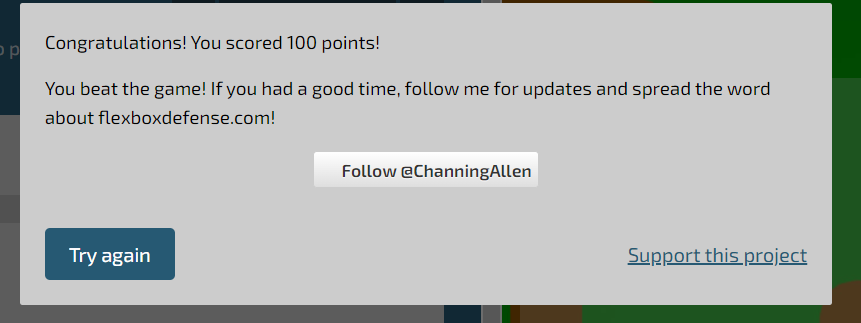 Congratulations! You scored 100 points!
You beat the game! If you had a good time, follow me for updates and spread the word
about flexboxdefense.com!
Follow @ChanningAllen
Try again
Support this project